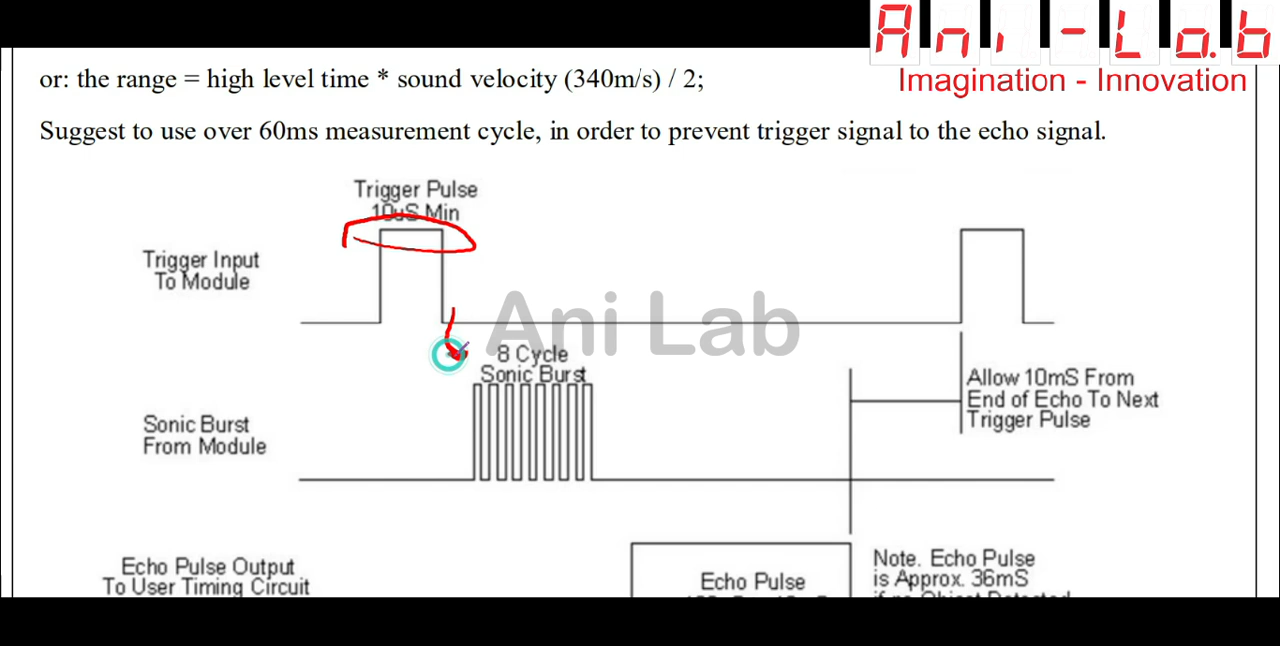 Ani-Lab
Imagination - Innovation
or: the range = high level time * sound velocity (340m/s) / 2;
Suggest to use over 60ms measurement cycle, in order to prevent trigger signal to the echo signal.
Trigger Pulse
10uS Min
Trigger Input
To Module
Ani Lab
8 Cycle
Sonic Burst
Allow 10mS From
End of Echo To Next
Trigger Pulse
Sonic Burst
From Module
Echo Pulse Output
To User Timing Circuit
Echo Pulse
Note. Echo Pulse
is Approx. 36mS